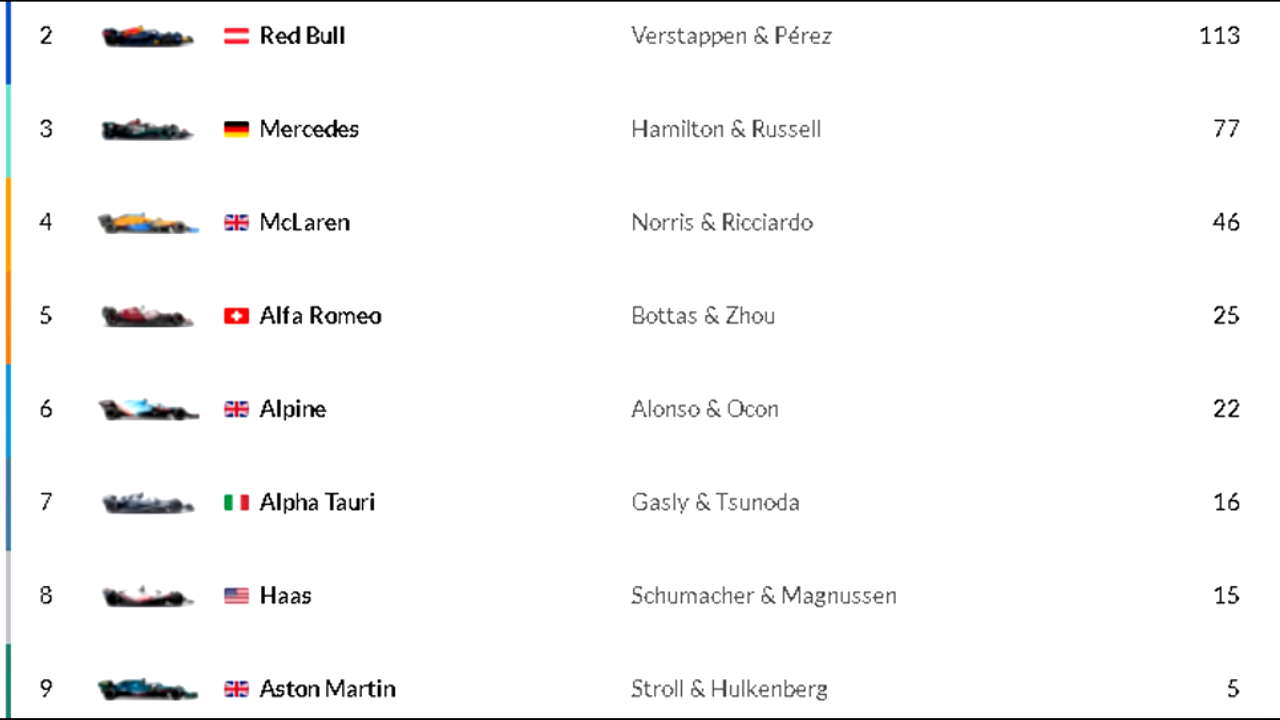 2 Red Bull Verstappen & Pérez 113
3 Mercedes Hamilton & Russell 77
4 McLaren Norris & Ricciardo 46
5 Alfa Romeo Bottas & Zhou 25
6 Alpine Alonso & Ocon 22
7 Alpha Tauri Gasly & Tsunoda 16
8 Haas Schumacher & Magnussen 15
9 Aston Martin Stroll & Hulkenberg 5